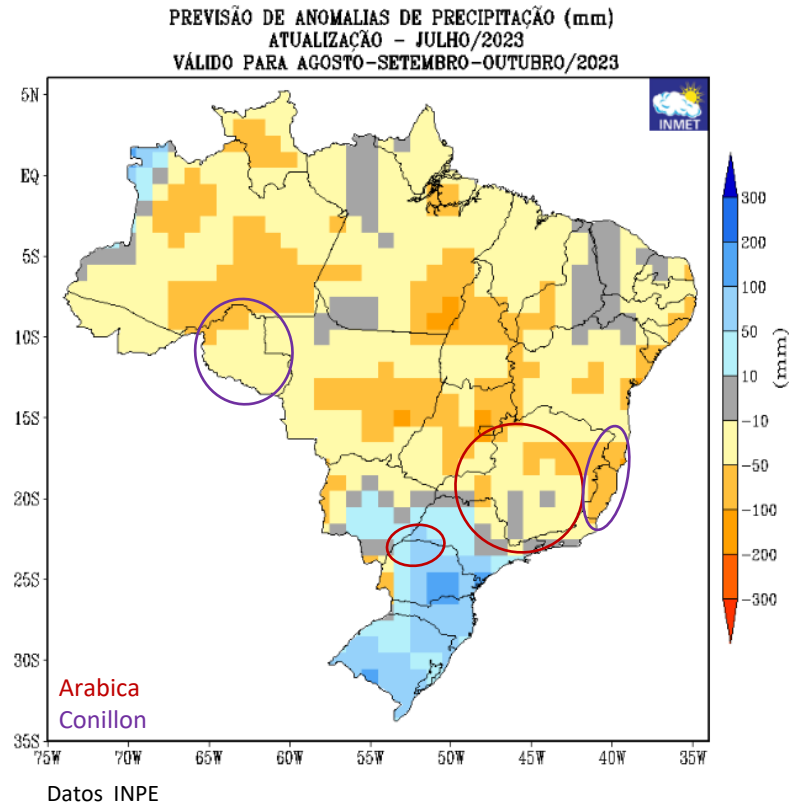 PREVISÃO DE ANOMALIAS DE PRECIPITAÇÃO (mm)
ATUALIZAÇÃO - JULHO/2023
VÁLIDO PARA AGOSTO-SETEMBRO-OUTUBRO/2023
INMET
5N
EQ
5S
10S
15S
20S
25S
30S
35S
300
200
100
50
10
-10
-50
-100
-200
-300
(mm)
Arabica
Conillon
75W 70W 65W 60W 55W 50W 45W 40W 35W
Datos INPE